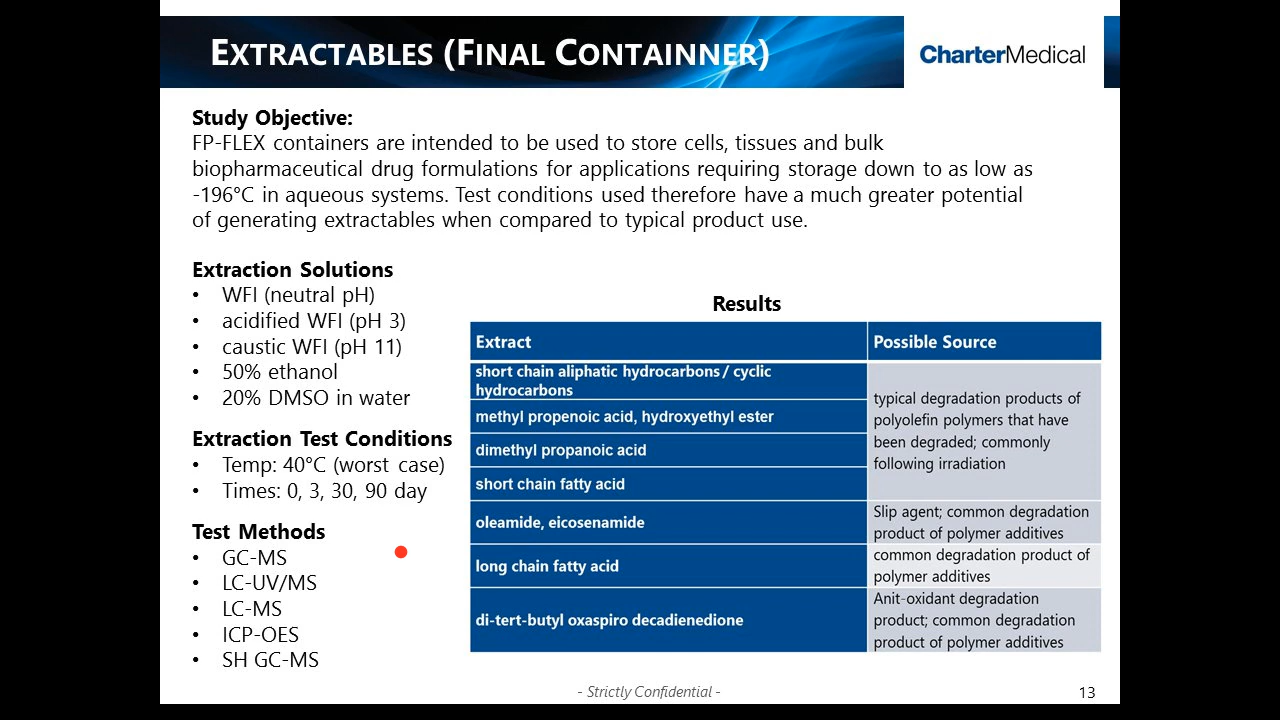 EXTRACTABLES (FINAL CONTAINNER)
CharterMedical
Study Objective:
FP-FLEX containers are intended to be used to store cells, tissues and bulk
biopharmaceutical drug formulations for applications requiring storage down to as low as
-196°C in aqueous systems. Test conditions used therefore have a much greater potential
of generating extractables when compared to typical product use.
Extraction Solutions
• WFI (neutral pH)
• acidified WFI (pH 3)
• caustic WFI (pH 11)
• 50% ethanol
• 20% DMSO in water
Extraction Test Conditions
• Temp: 40°C (worst case)
• Times: 0, 3, 30, 90 day
Test Methods
• GC-MS
• LC-UV/MS
• LC-MS
• ICP-OES
• SH GC-MS
Results
Extract
Possible Source
short chain aliphatic hydrocarbons / cyclic
hydrocarbons
methyl propenoic acid, hydroxyethyl ester
dimethyl propanoic acid
short chain fatty acid
typical degradation products of
polyolefin polymers that have
been degraded; commonly
following irradiation
oleamide, eicosenamide
Slip agent; common degradation
product of polymer additives
long chain fatty acid
common degradation product of
polymer additives
di-tert-butyl oxaspiro decadienedione
Anit-oxidant degradation
product; common degradation
product of polymer additives
- Strictly Confidential -
13